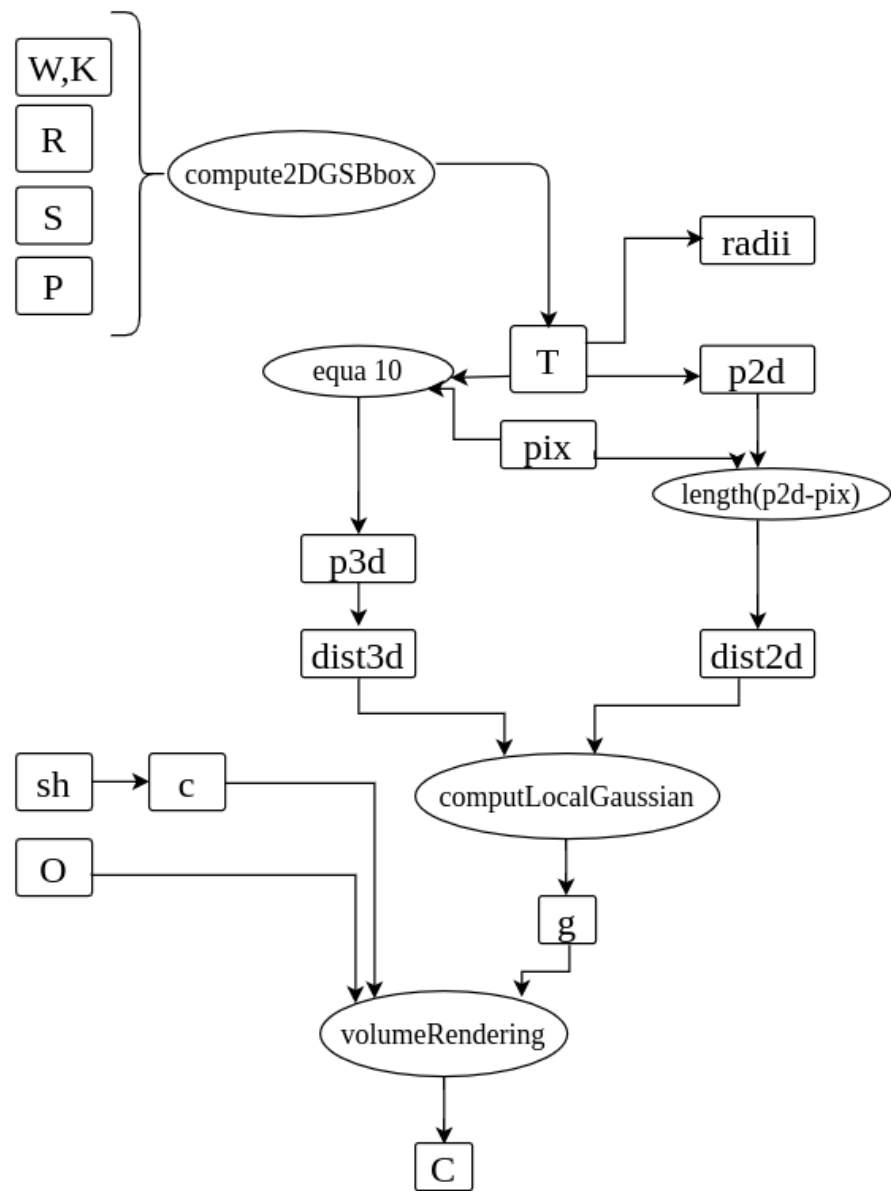 W,K
R
S
P
compute2DGSBbox
radii
T
equa 10
p2d
pix
length(p2d-pix)
p3d
dist3d
dist2d
sh
c
computLocalGaussian
O
g
volumeRendering
C